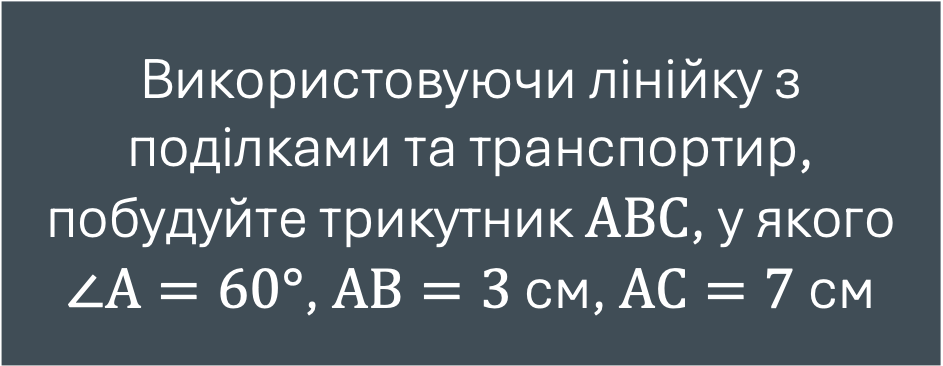 Використовуючи лінійку з
поділками та транспортир,
побудуйте трикутник ABC, у якого
∠A = 60°, AB = 3 см, AC = 7 см